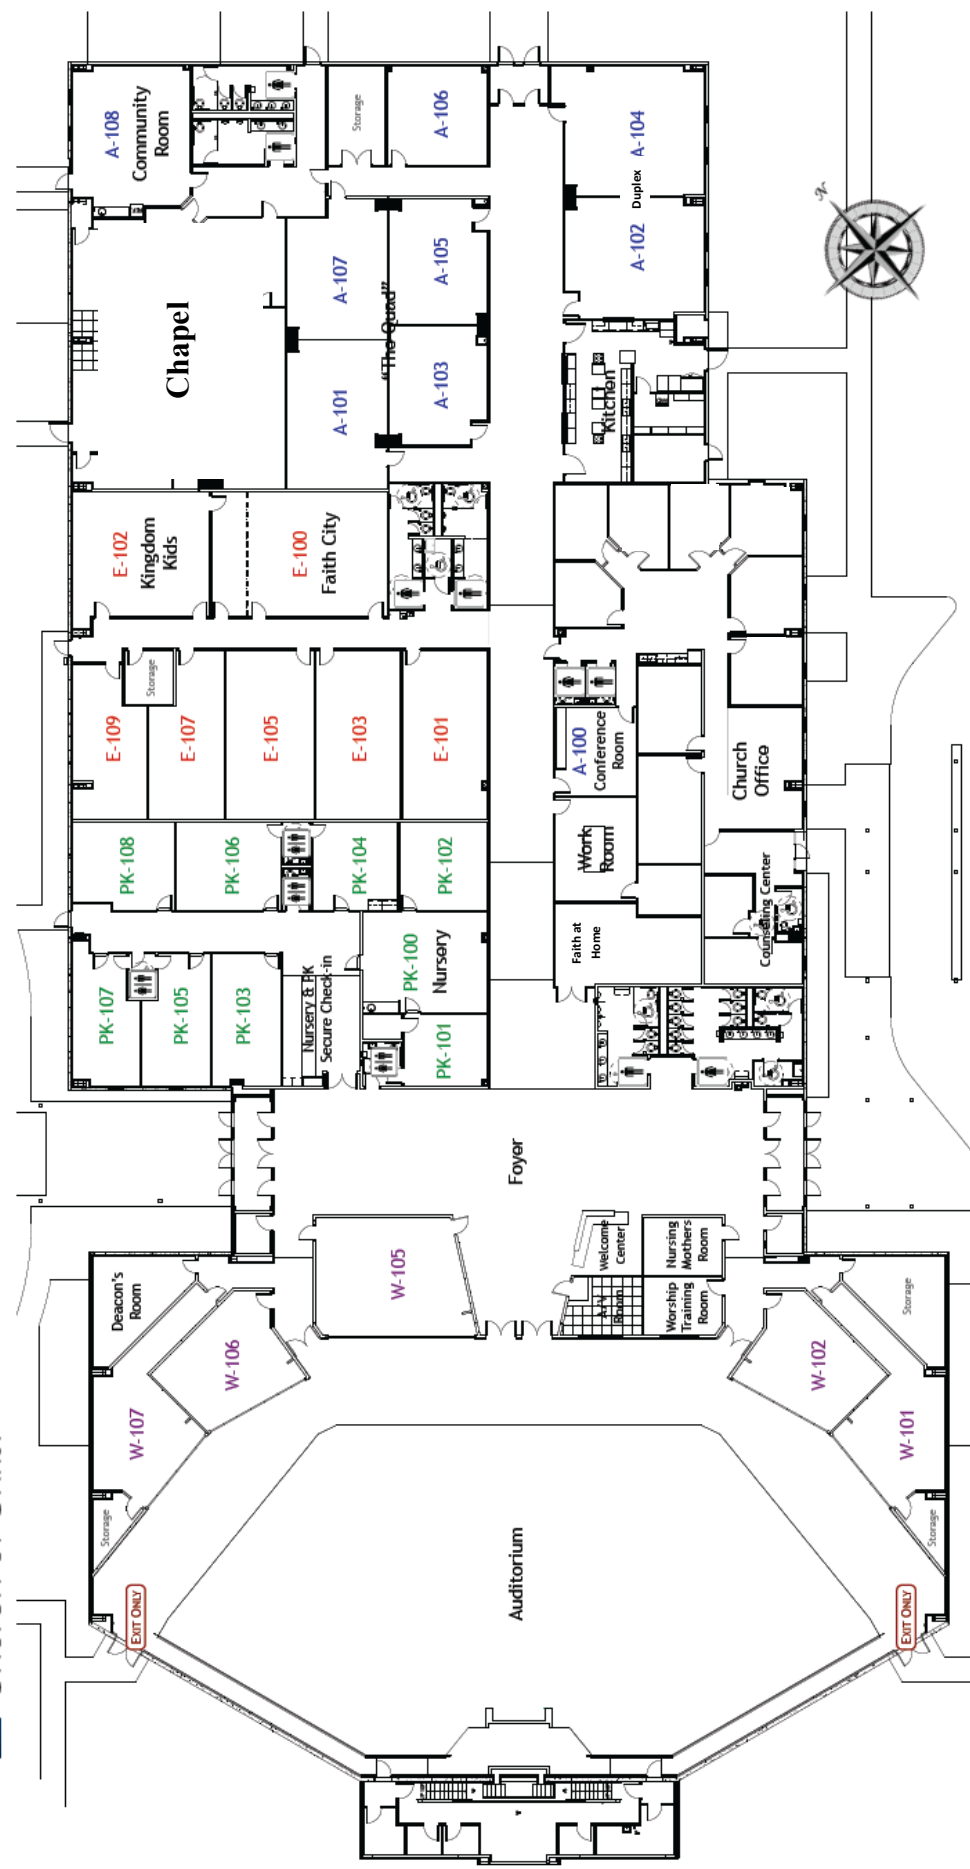 A-108
Community
Room
Storage
A-106
A-104
Duplex
A-102
Chapel
A-107
A-105
"The Quad"
A-101
A-103
Kitchen
E-102
Kingdom
Kids
E-100
Faith City
E-109
Storage
E-107
E-105
E-103
E-101
A-100
Conference
Room
Church
Office
PK-108
PK-106
PK-104
PK-102
Work
Room
Counseling Center
PK-107
PK-105
PK-103
Nursery & PK
Secure Check-in
PK-100
Nursery
PK-101
Faith at
Home
Foyer
W-105
Welcome
Center
Nursing
Mothers
Room
Deacon's
Room
A/V
Room
Worship
Training
Room
Storage
W-106
W-107
W-102
W-101
Storage
Storage
Auditorium
EXIT ONLY
EXIT ONLY